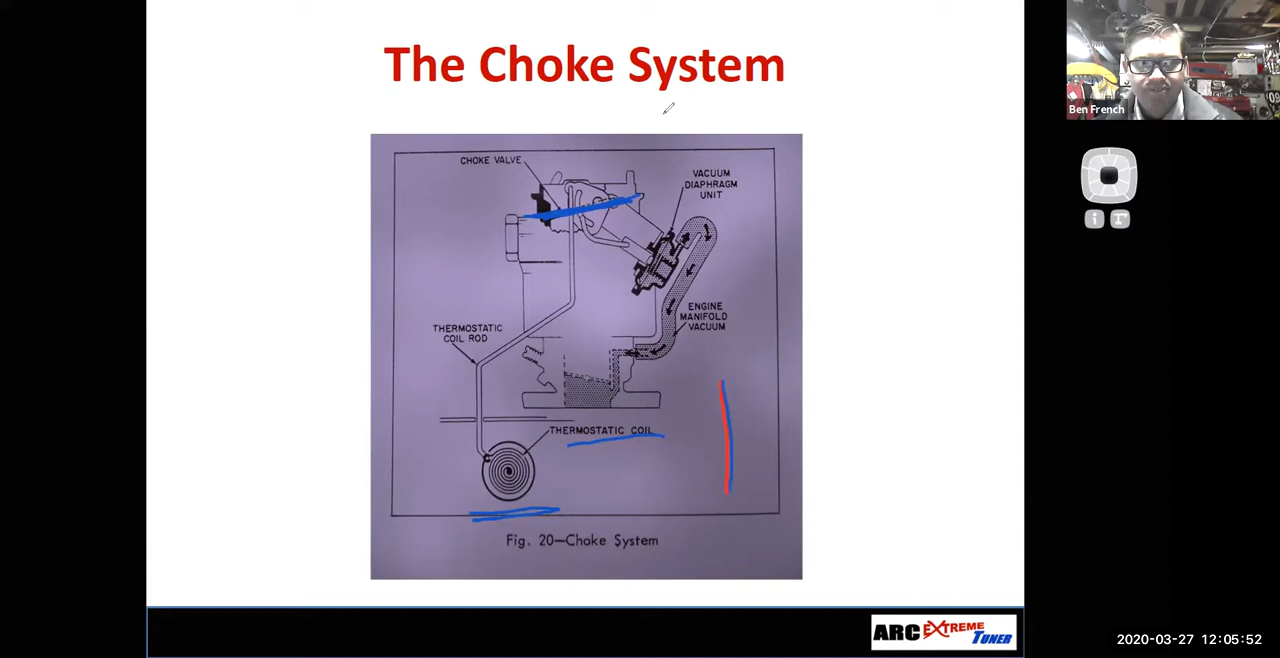 The Choke System
Ben French
CHOKE VALVE
VACUUM
DIAPHRAGM
UNIT
ENGINE
MANIFOLD
VACUUM
THERMOSTATIC
COIL ROD
THERMOSTATIC COIL
Fig. 20—Choke System
ARC EXTREME
TUNER
2020-03-27 12:05:52